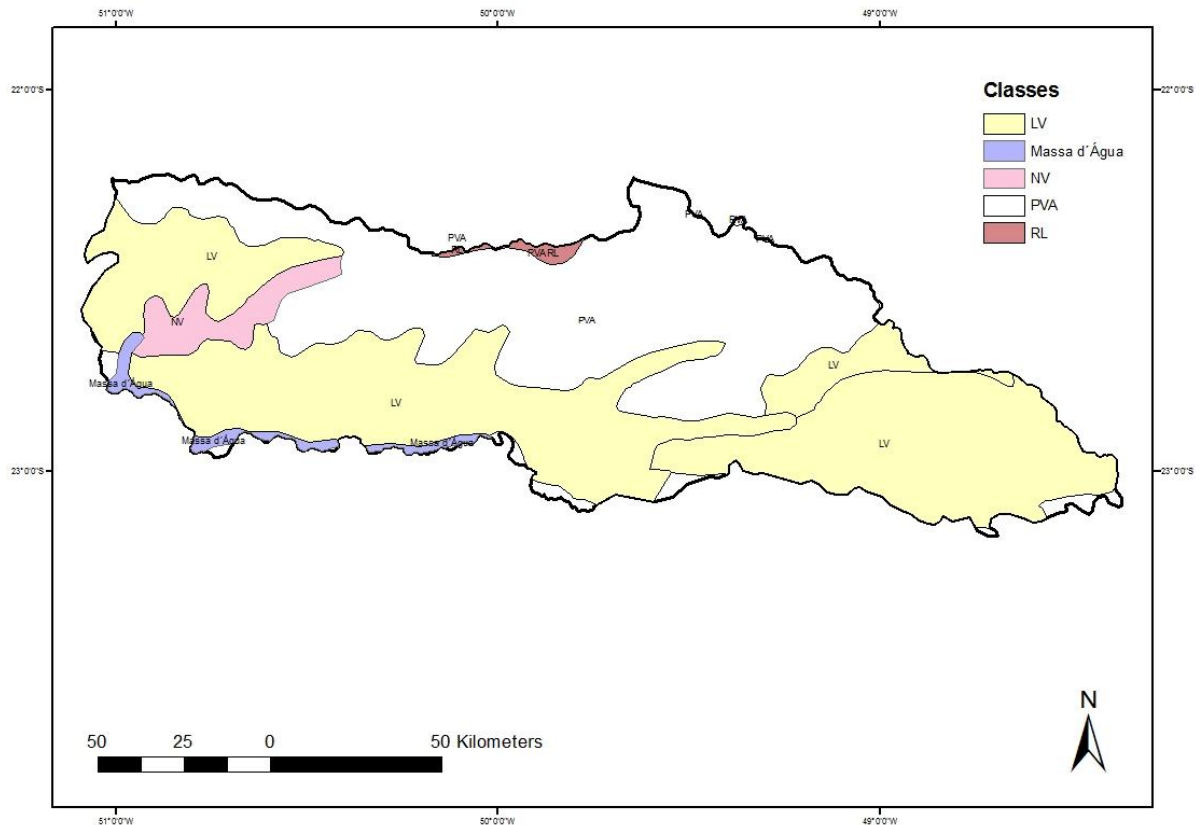 51°0'0"W 50°0'0"W 49°0'0"W
22°0'0"S 22°0'0"S
Classes
LV
Massa d´Água
NV
PVA
RL
PVA
PVA
PVA
PVA
RL
PVA RL
LV
NV
PVA
LV
Massa d´Água
LV
Massa d´Água
Massa d´Água
LV
23°0'0"S 23°0'0"S
N
50 25 0 50 Kilometers
51°0'0"W 50°0'0"W 49°0'0"W